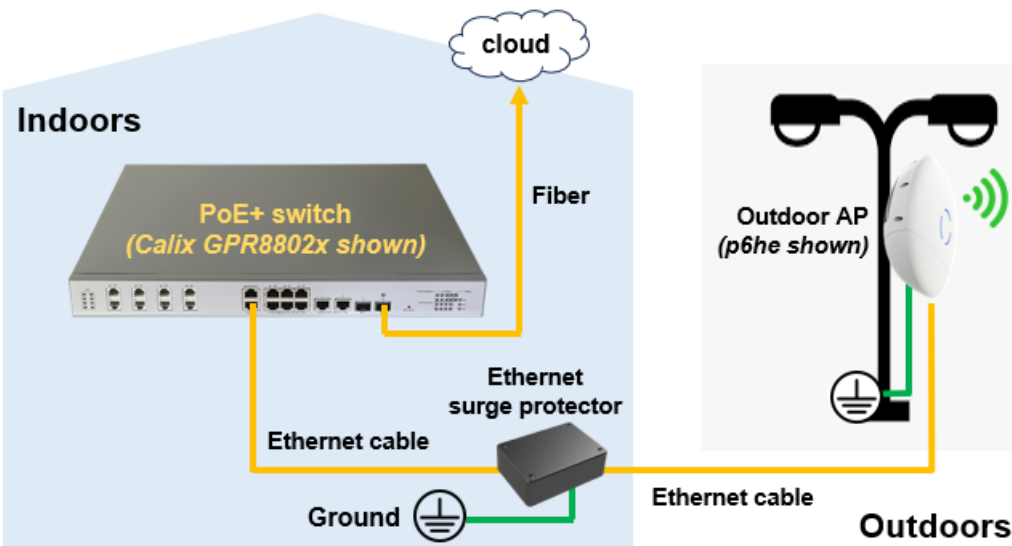 cloud
Indoors
Fiber
PoE+ switch
(Calix GPR8802x shown)
Outdoor AP
(p6he shown)
Ethernet
surge protector
Ethernet cable
Ethernet cable
Ground
Outdoors